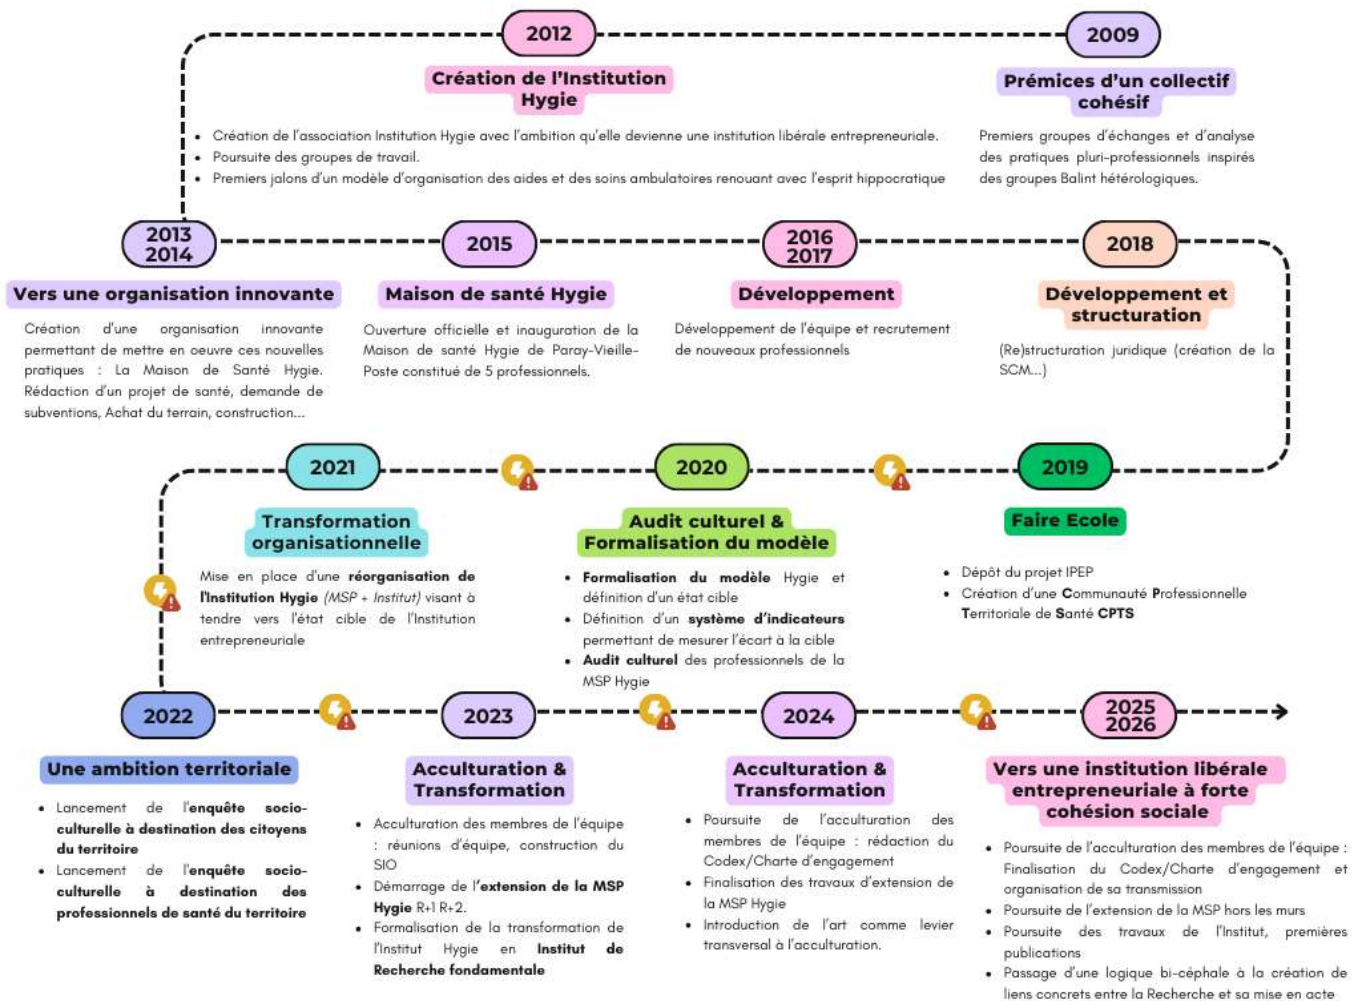 2009
Prémices d'un collectif
cohésif
Premiers groupes d'échanges et d'analyse
des pratiques pluri-professionnels inspirés
des groupes Balint hétérologiques.
2012
Création de l'Institution
Hygie
• Création de l'association Institution Hygie avec l'ambition qu'elle devienne une institution libérale entrepreneuriale.
• Poursuite des groupes de travail.
• Premiers jalons d'un modèle d'organisation des aides et des soins ambulatoires renouant avec l'esprit hippocratique
2013
2014
Vers une organisation innovante
Création d'une organisation innovante
permettant de mettre en oeuvre ces nouvelles
pratiques : La Maison de Santé Hygie.
Rédaction d'un projet de santé, demande de
subventions, Achat du terrain, construction...
2015
Maison de santé Hygie
Ouverture officielle et inauguration de la
Maison de santé Hygie de Paray-Vieille-
Poste constitué de 5 professionnels.
2016
2017
Développement
Développement de l'équipe et recrutement
de nouveaux professionnels
2018
Développement et
structuration
(Re)structuration juridique (création de la
SCM...)
2019
Faire Ecole
• Dépôt du projet IPEP
• Création d'une Communauté Professionnelle
Territoriale de Santé CPTS
2020
Audit culturel &
Formalisation du modèle
• Formalisation du modèle Hygie et
définition d'un état cible
• Définition d'un système d'indicateurs
permettant de mesurer l'écart à la cible
• Audit culturel des professionnels de la
MSP Hygie
2021
Transformation
organisationnelle
Mise en place d'une réorganisation de
l'Institution Hygie (MSP + Institut) visant à
tendre vers l'état cible de l'Institution
entrepreneuriale
2022
Une ambition territoriale
• Lancement de l'enquête socio-
culturelle à destination des citoyens
du territoire
• Lancement de l'enquête socio-
culturelle à destination des
professionnels de santé du territoire
2023
Acculturation &
Transformation
• Acculturation des membres de l'équipe
: réunions d'équipe, construction du
SIO
• Démarrage de l'extension de la MSP
Hygie R+1 R+2.
• Formalisation de la transformation de
l'Institut Hygie en Institut de
Recherche fondamentale
2024
Acculturation &
Transformation
• Poursuite de l'acculturation des
membres de l'équipe : rédaction du
Codex/Charte d'engagement
• Finalisation des travaux d'extension de
la MSP Hygie
• Introduction de l'art comme levier
transversal à l'acculturation.
2025
2026
Vers une institution libérale
entrepreneuriale à forte
cohésion sociale
• Poursuite de l'acculturation des membres de l'équipe :
Finalisation du Codex/Charte d'engagement et
organisation de sa transmission
• Poursuite de l'extension de la MSP hors les murs
• Poursuite des travaux de l'Institut, premières
publications
• Passage d'une logique bi-céphale à la création de
liens concrets entre la Recherche et sa mise en acte